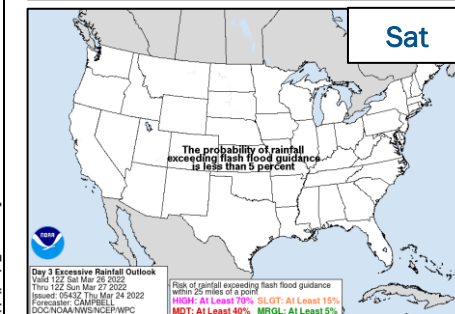 Sat
The probability of rainfall
exceeding flash flood guidance
is less than 5 percent
NOAA
Day 3 Excessive Rainfall Outlook
Valid 12Z Sat Mar 26 2022
Thru 12Z Sun Mar 27 2022
Issued: 0543Z Thu Mar 24 2022
Forecaster: CAMPBELL
DOC/NOAA/NWS/NCEP/WPC
Risk of rainfall exceeding flash flood guidance
within 25 miles of a point
HIGH: At Least 70% SLGT: At Least 15%
MDT: At Least 40% MRGL: At Least 5%